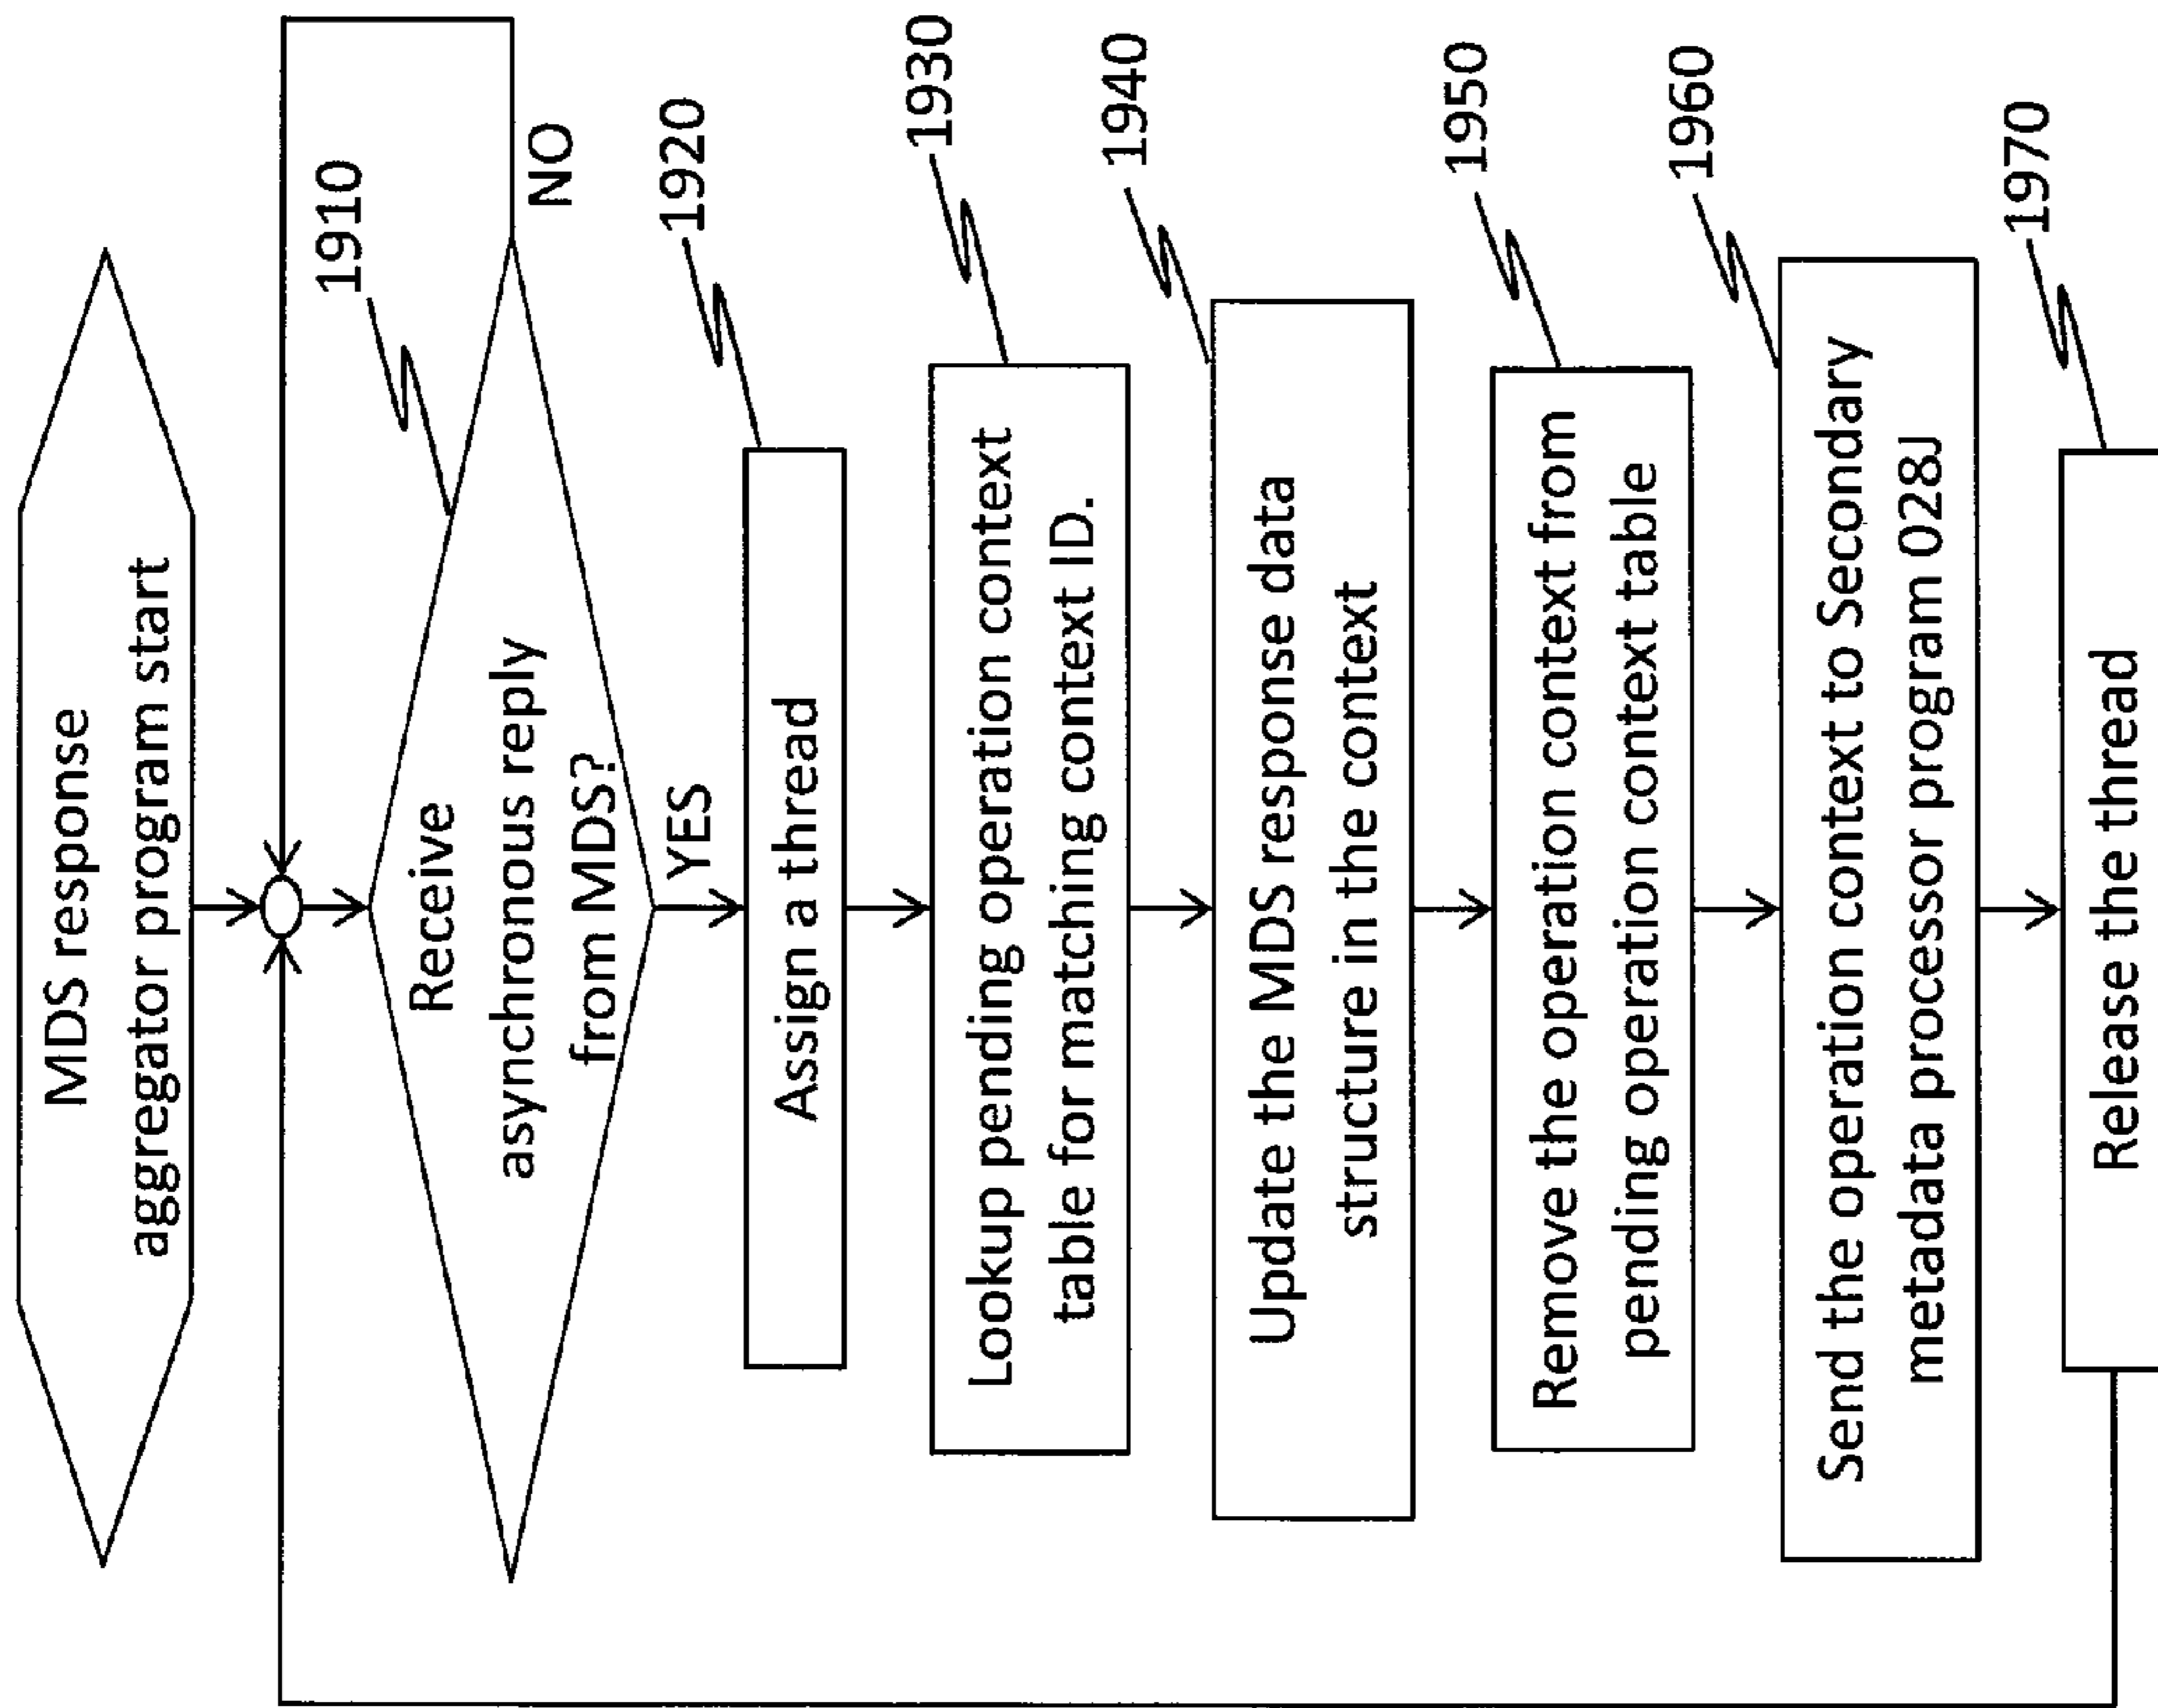 MDS response
aggregator program start
1910
Receive
asynchronous reply
from MDS?
NO
YES
1920
Assign a thread
1930
Lookup pending operation context
table for matching context ID.
1940
Update the MDS response data
structure in the context
1950
Remove the operation context from
pending operation context table
1960
Send the operation context to Secondary
metadata processor program 028J
1970
Release the thread